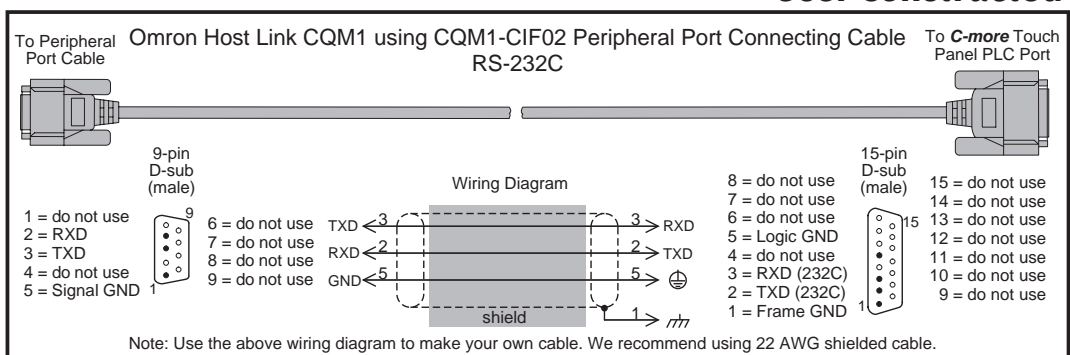 To Peripheral
Port Cable
Omron Host Link CQM1 using CQM1-CIF02 Peripheral Port Connecting Cable
RS-232C
To C-more Touch
Panel PLC Port
9-pin
D-sub
(male)
1 = do not use
2 = RXD
3 = TXD
4 = do not use
5 = Signal GND
9
1
6 = do not use
7 = do not use
8 = do not use
9 = do not use
Wiring Diagram
TXD 3 3 RXD
RXD 2 2 TXD
GND 5 5
1
shield
8 = do not use
7 = do not use
6 = do not use
5 = Logic GND
4 = do not use
3 = RXD (232C)
2 = TXD (232C)
1 = Frame GND
15-pin
D-sub
(male)
15
1
15 = do not use
14 = do not use
13 = do not use
12 = do not use
11 = do not use
10 = do not use
9 = do not use
Note: Use the above wiring diagram to make your own cable. We recommend using 22 AWG shielded cable.